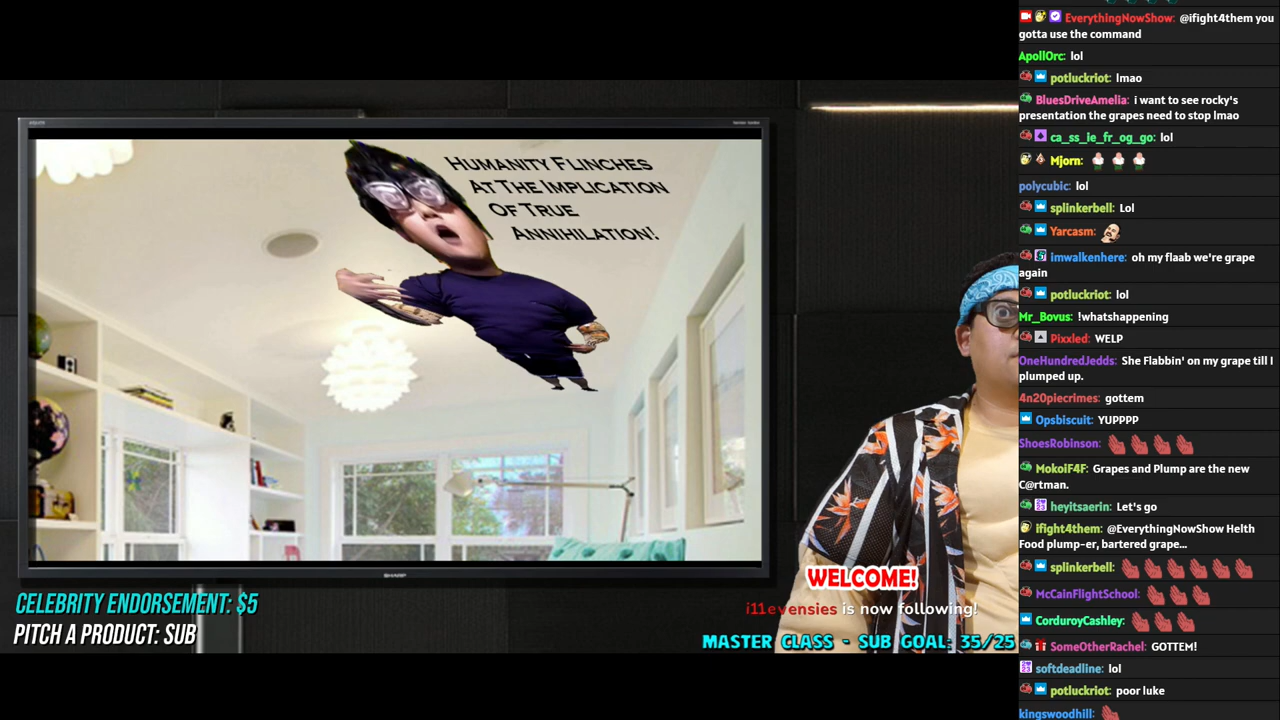 HUMANITY FLINCHES
AT THE IMPLICATION
OF TRUE
ANNIHILATION!
SHARP
CELEBRITY ENDORSEMENT: $5
PITCH A PRODUCT: SUB
WELCOME!
i11evensies is now following!
MASTER CLASS - SUB GOAL: 35/25
EverythingNowShow: @ifight4them you
gotta use the command
ApollOrc: lol
potluckriot: lmao
BluesDriveAmelia: i want to see rocky's
presentation the grapes need to stop lmao
ca_ss_ie_fr_og_go: lol
Mjorn:
polycubic: lol
splinkerbell: Lol
Yarcasm:
imwalkenhere: oh my flaab we're grape
again
potluckriot: lol
Mr_Bovus: !whatshappening
Pixxled: WELP
OneHundredJedds: She Flabbin' on my grape till I
plumped up.
4n20piecrimes: gottem
Opsbiscuit: YUPPPP
ShoesRobinson:
MokoiF4F: Grapes and Plump are the new
C@rtman.
heyitsaerin: Let's go
ifight4them: @EverythingNowShow Helth
Food plump-er, bartered grape...
splinkerbell:
McCainFlightSchool:
CorduroyCashley:
SomeOtherRachel: GOTTEM!
softdeadline: lol
potluckriot: poor luke
kingswoodhill: